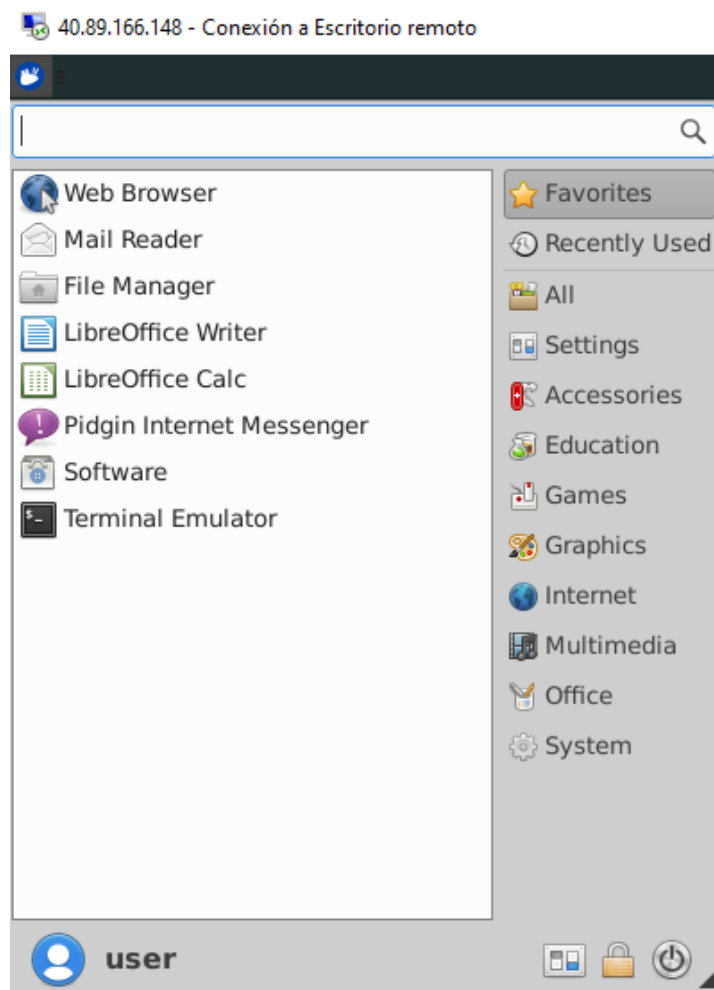 40.89.166.148 - Conexión a Escritorio remoto
Web Browser
Mail Reader
File Manager
LibreOffice Writer
LibreOffice Calc
Pidgin Internet Messenger
Software
Terminal Emulator
Favorites
Recently Used
All
Settings
Accessories
Education
Games
Graphics
Internet
Multimedia
Office
System
user